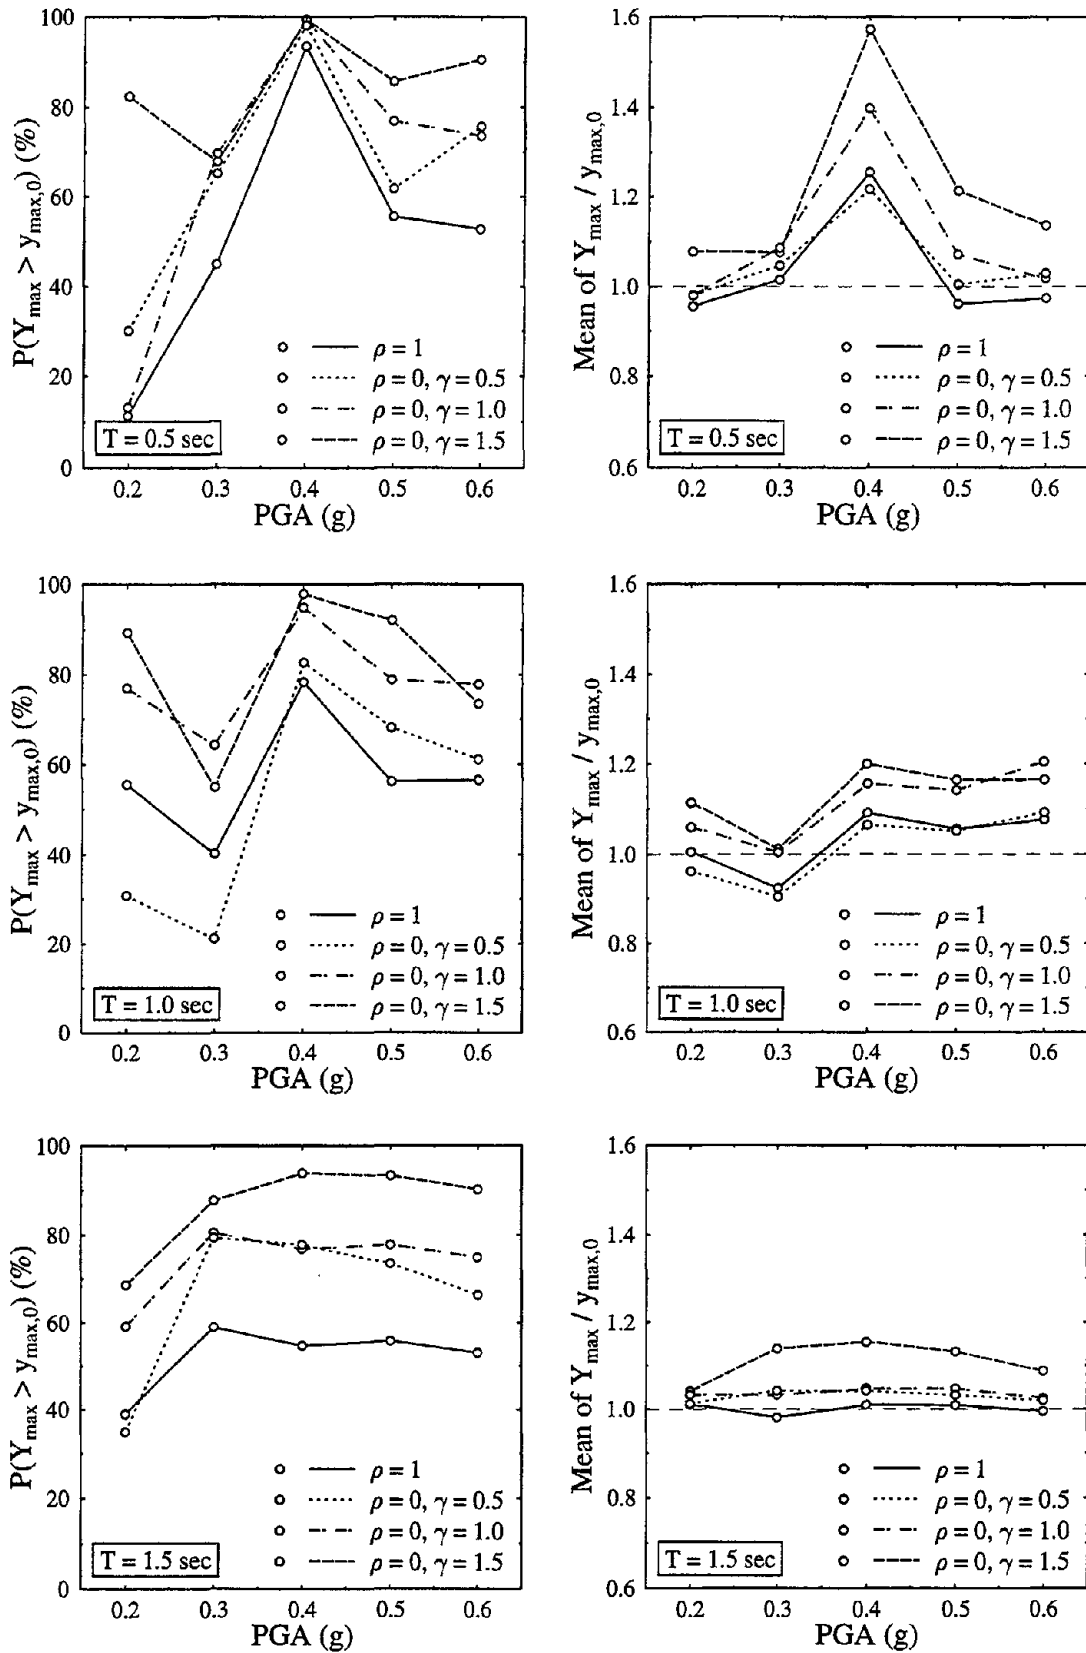 100
80
60
40
20
0
P(Y_max > y_max,0) (%)
ρ = 1
ρ = 0, γ = 0.5
ρ = 0, γ = 1.0
ρ = 0, γ = 1.5
T = 0.5 sec
0.2 0.3 0.4 0.5 0.6
PGA (g)
1.6
1.4
1.2
1.0
0.8
0.6
Mean of Y_max / y_max,0
ρ = 1
ρ = 0, γ = 0.5
ρ = 0, γ = 1.0
ρ = 0, γ = 1.5
T = 0.5 sec
0.2 0.3 0.4 0.5 0.6
PGA (g)
100
80
60
40
20
0
P(Y_max > y_max,0) (%)
ρ = 1
ρ = 0, γ = 0.5
ρ = 0, γ = 1.0
ρ = 0, γ = 1.5
T = 1.0 sec
0.2 0.3 0.4 0.5 0.6
PGA (g)
1.6
1.4
1.2
1.0
0.8
0.6
Mean of Y_max / y_max,0
ρ = 1
ρ = 0, γ = 0.5
ρ = 0, γ = 1.0
ρ = 0, γ = 1.5
T = 1.0 sec
0.2 0.3 0.4 0.5 0.6
PGA (g)
100
80
60
40
20
0
P(Y_max > y_max,0) (%)
ρ = 1
ρ = 0, γ = 0.5
ρ = 0, γ = 1.0
ρ = 0, γ = 1.5
T = 1.5 sec
0.2 0.3 0.4 0.5 0.6
PGA (g)
1.6
1.4
1.2
1.0
0.8
0.6
Mean of Y_max / y_max,0
ρ = 1
ρ = 0, γ = 0.5
ρ = 0, γ = 1.0
ρ = 0, γ = 1.5
T = 1.5 sec
0.2 0.3 0.4 0.5 0.6
PGA (g)